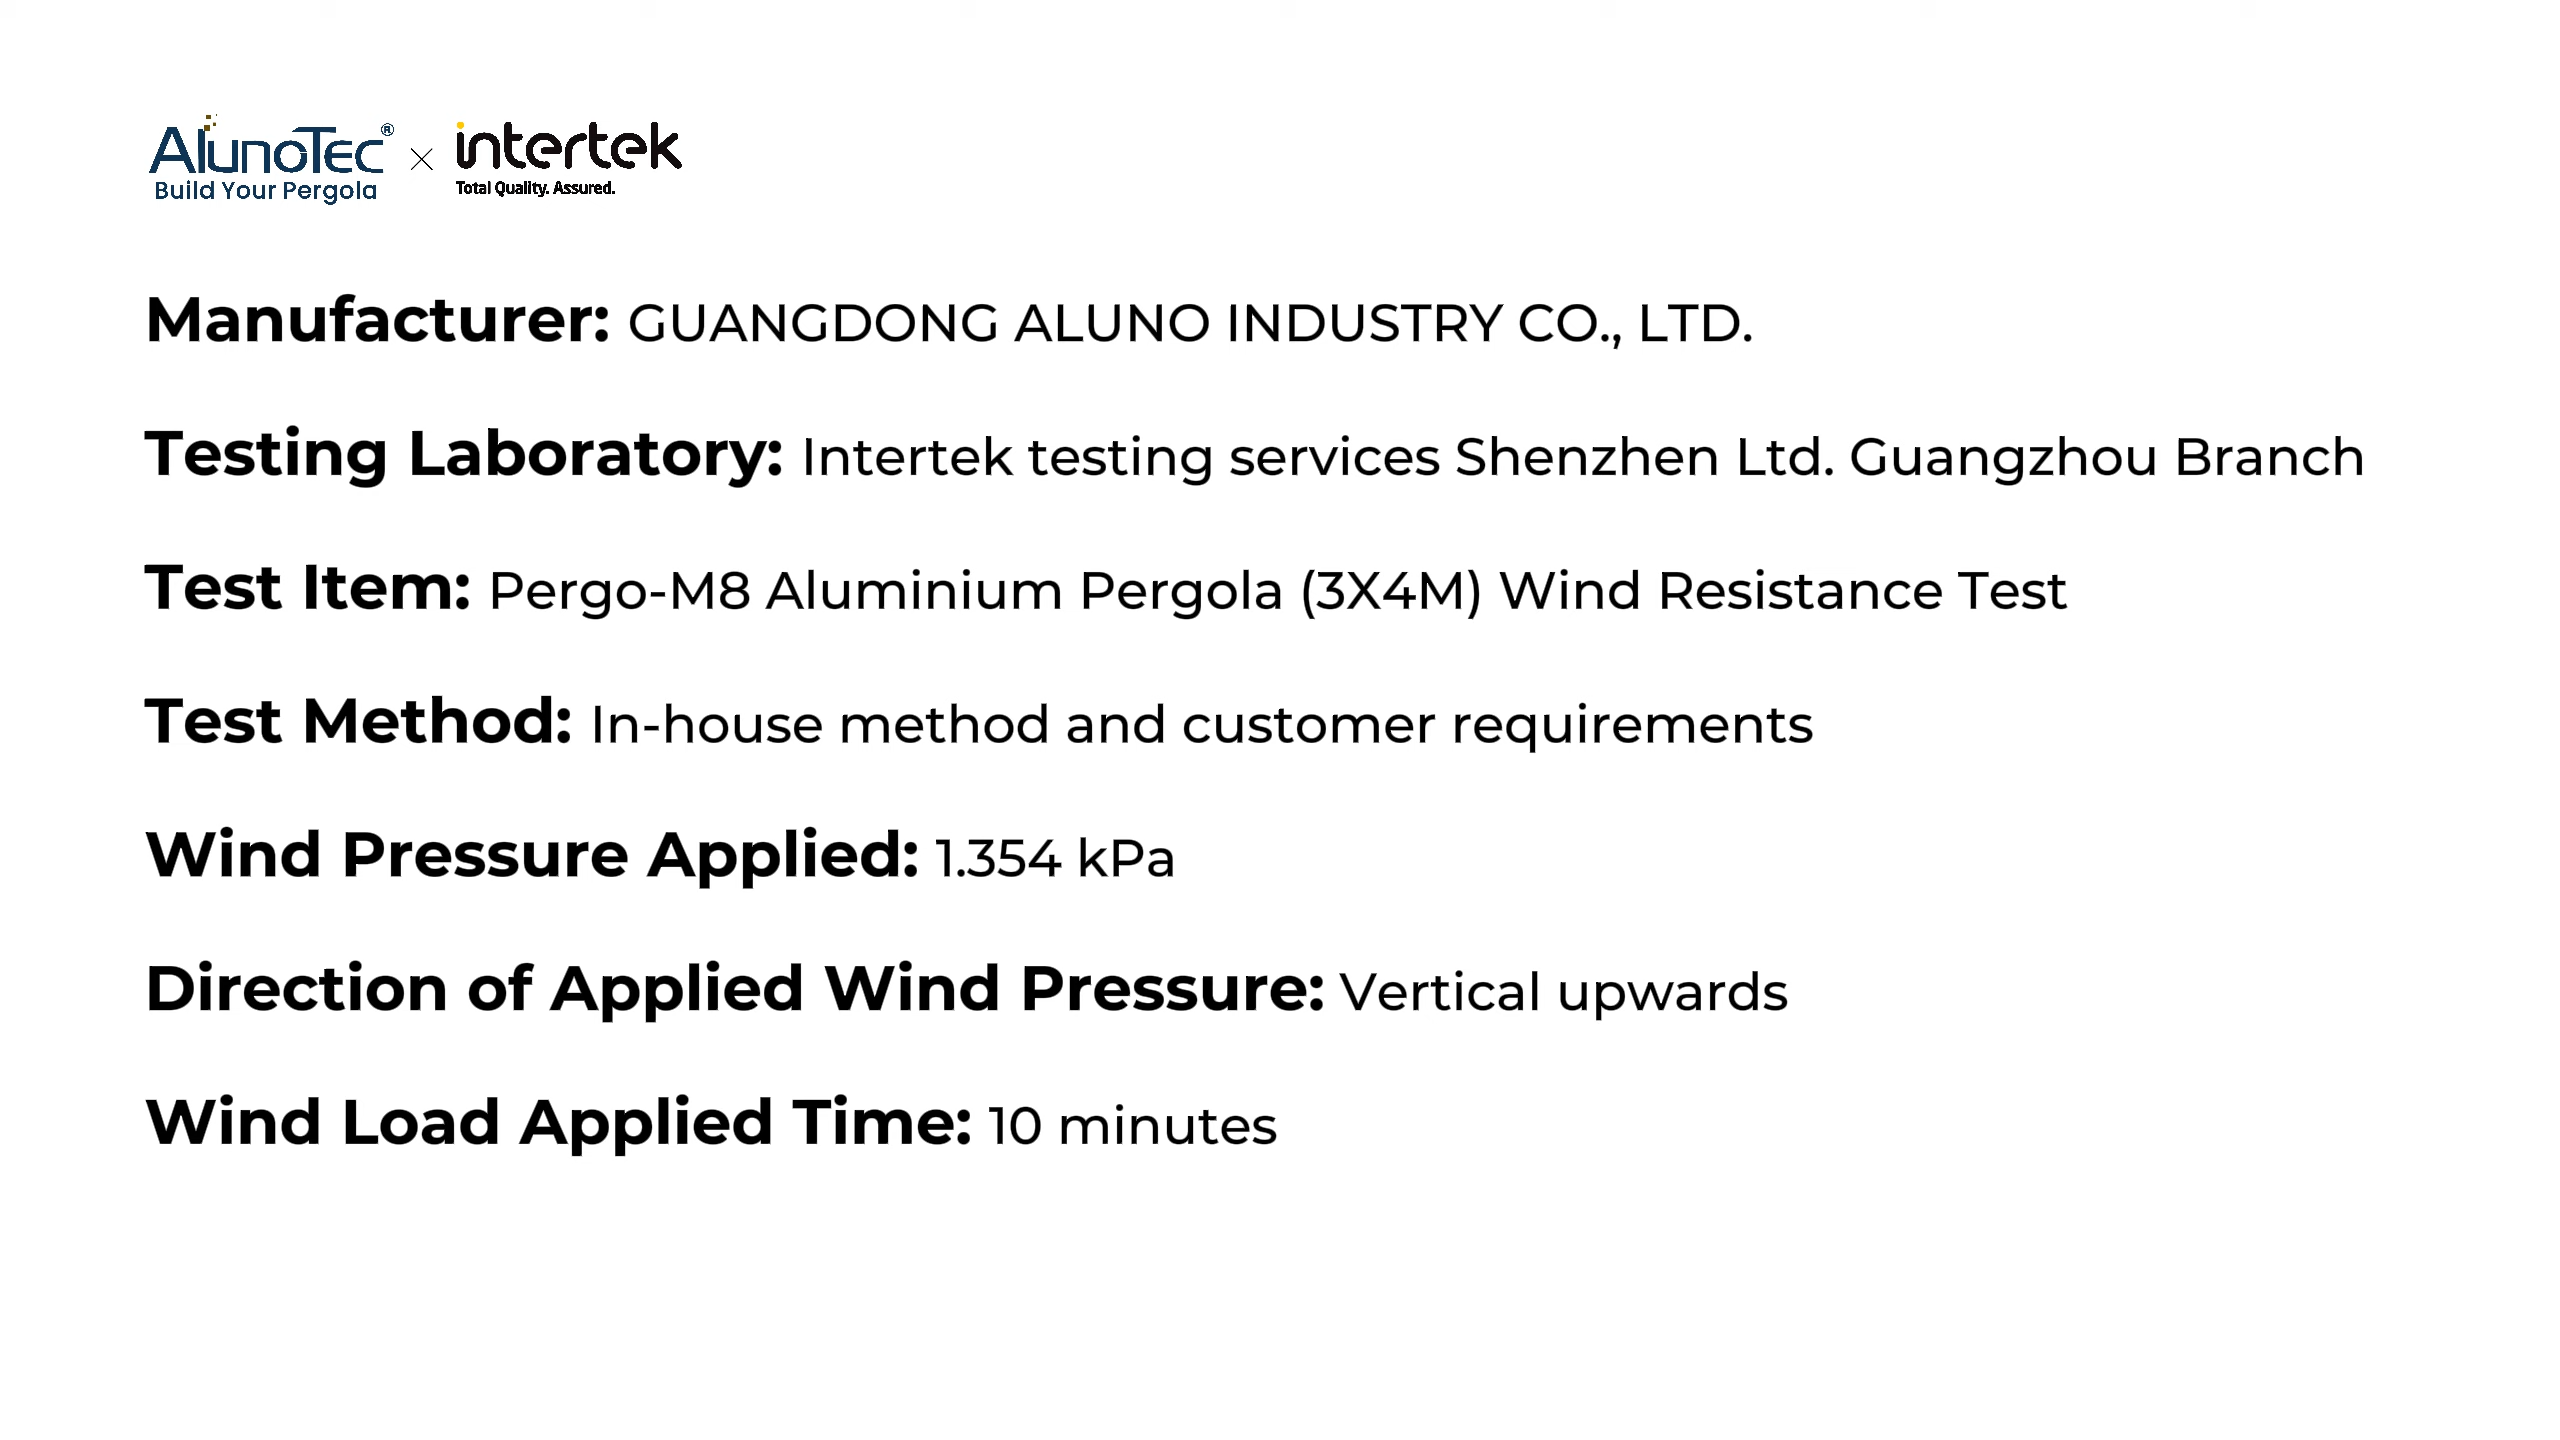 AlunoTec®
Build Your Pergola
×
intertek
Total Quality. Assured.
Manufacturer: GUANGDONG ALUNO INDUSTRY CO., LTD.
Testing Laboratory: Intertek testing services Shenzhen Ltd. Guangzhou Branch
Test Item: Pergo-M8 Aluminium Pergola (3X4M) Wind Resistance Test
Test Method: In-house method and customer requirements
Wind Pressure Applied: 1.354 kPa
Direction of Applied Wind Pressure: Vertical upwards
Wind Load Applied Time: 10 minutes